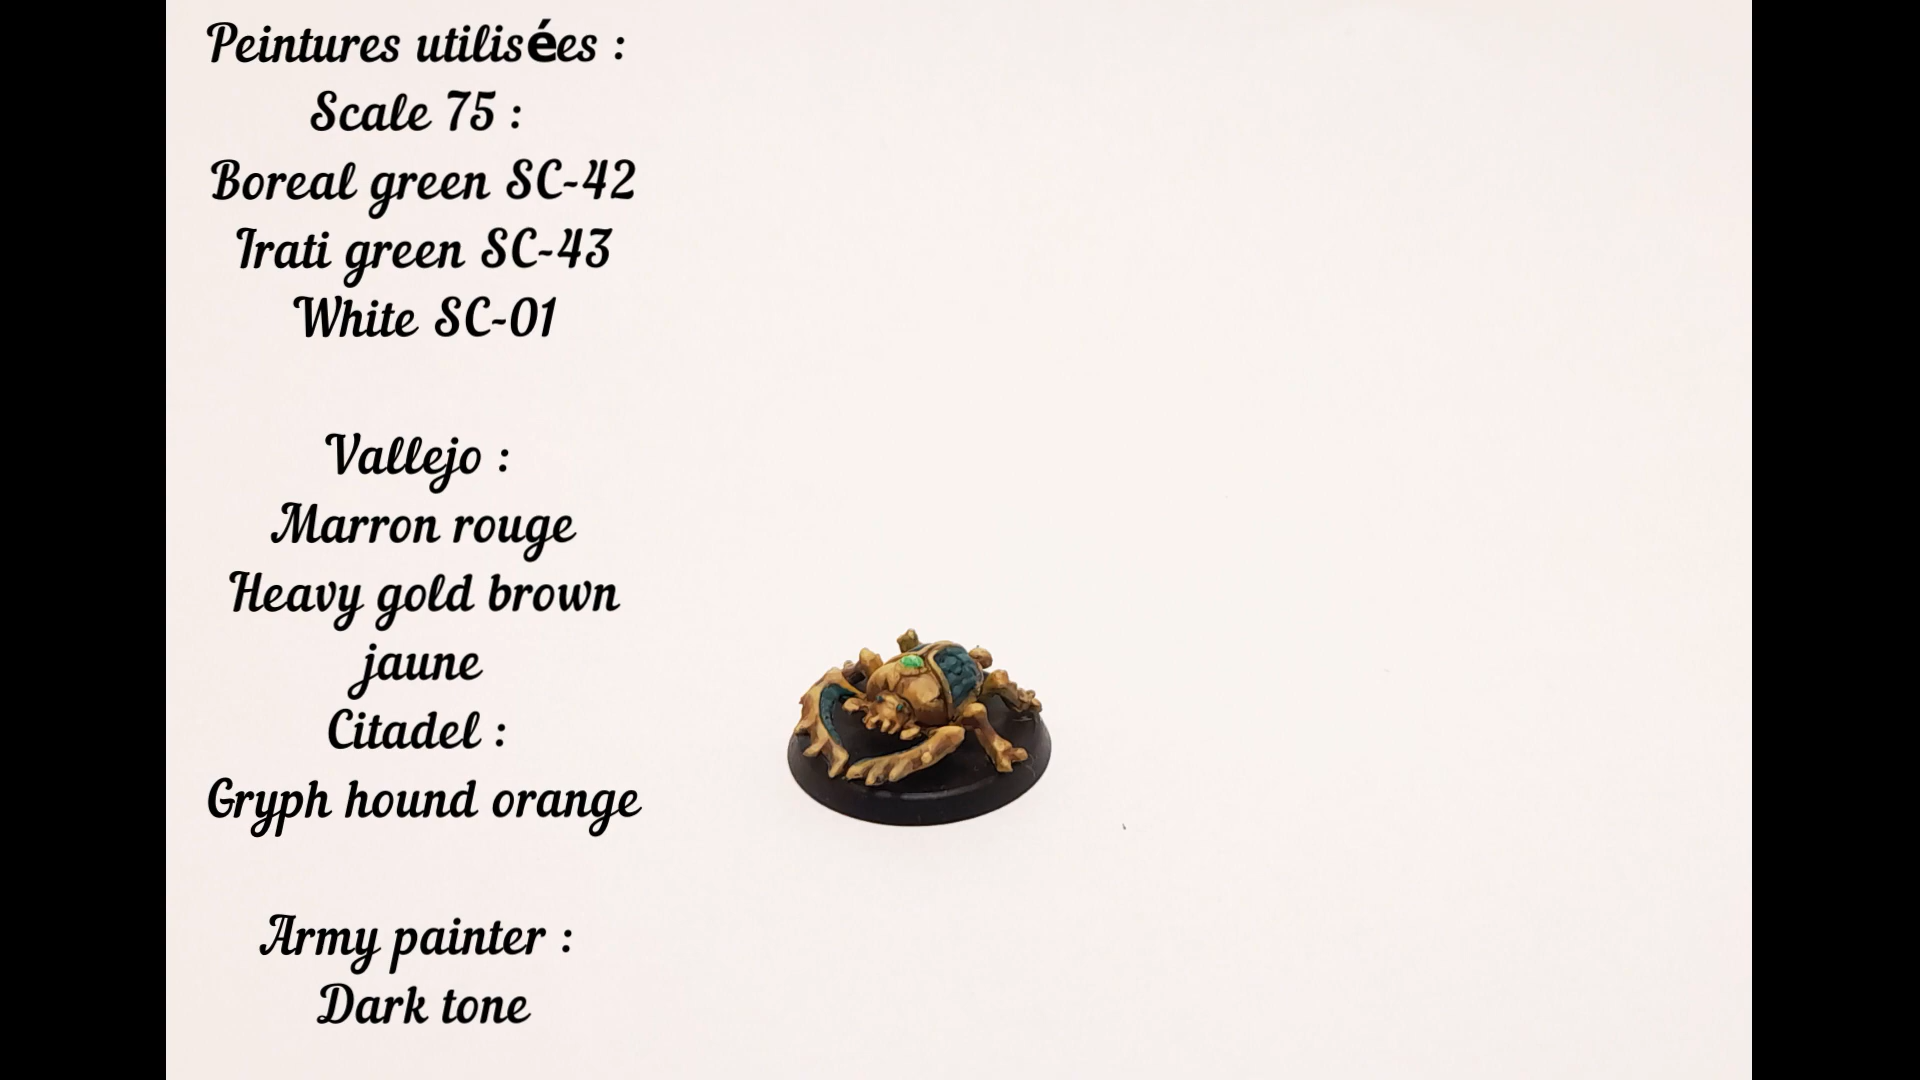 Peintures utilisées :
Scale 75 :
Boreal green SC-42
Irati green SC-43
White SC-01
Vallejo :
Marron rouge
Heavy gold brown
jaune
Citadel :
Gryph hound orange
Army painter :
Dark tone